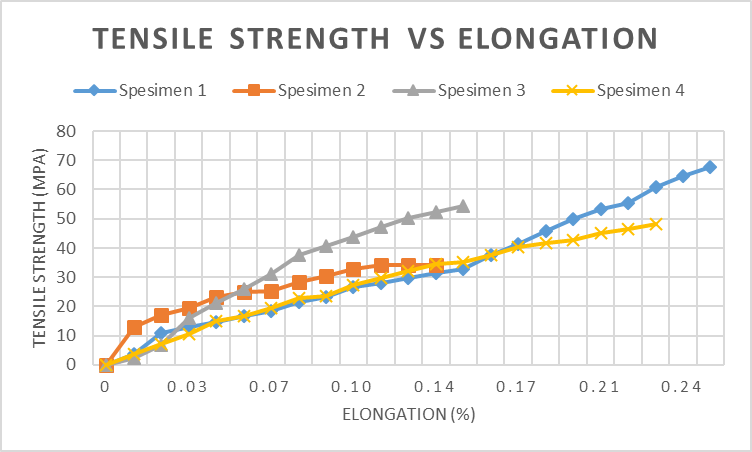 TENSILE STRENGTH VS ELONGATION
Spesimen 1 Spesimen 2 Spesimen 3 Spesimen 4
80
70
60
50
40
30
20
10
0
TENSILE STRENGTH (MPA)
0 0.03 0.07 0.10 0.14 0.17 0.21 0.24
ELONGATION (%)